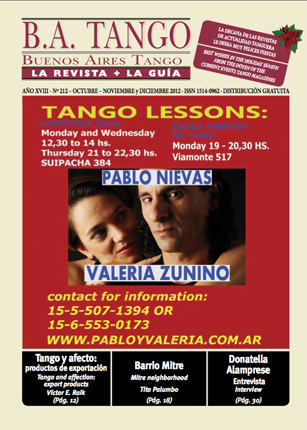 B.A. TANGO
BUENOS AIRES TANGO
LA REVISTA + LA GUÍA
LA DECANA DE LAS REVISTAS
DE ACTUALIDAD TANGUERA
LE DESEA MUY FELICES FIESTAS
BEST WISHES IN THE HOLIDAY SEASON
FROM THE DOYEN OF THE
CURRENT EVENTS TANGO MAGAZINES
AÑO XVIII - Nº 212 - OCTUBRE - NOVIEMBRE y DICIEMBRE 2012 - ISSN 1514-0962 - DISTRIBUCIÓN GRATUITA
TANGO LESSONS:
Monday and Wednesday
12,30 to 14 hs.
Thursday 21 to 22,30 hs.
SUIPACHA 384
ESCUELA ARGENTINA
DE TANGO
Monday 19 - 20,30 HS.
Viamonte 517
PABLO NIEVAS
VALERIA ZUNINO
contact for information:
15-5-507-1394 OR
15-6-553-0173
WWW.PABLOYVALERIA.COM.AR
Tango y afecto:
productos de exportación
Tango and affection:
export products
Victor E. Raik
(Pág. 12)
Barrio Mitre
Mitre neighborhood
Tito Palumbo
(Pág. 18)
Donatella
Alamprese
Entrevista
Interview
(Pág. 30)